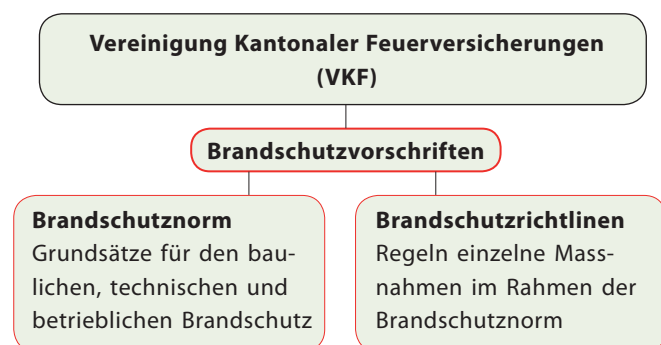 Vereinigung Kantonaler Feuerversicherungen
(VKF)
Brandschutzvorschriften
Brandschutznorm
Grundsätze für den bau-
lichen, technischen und
betrieblichen Brandschutz
Brandschutzrichtlinen
Regeln einzelne Mass-
nahmen im Rahmen der
Brandschutznorm